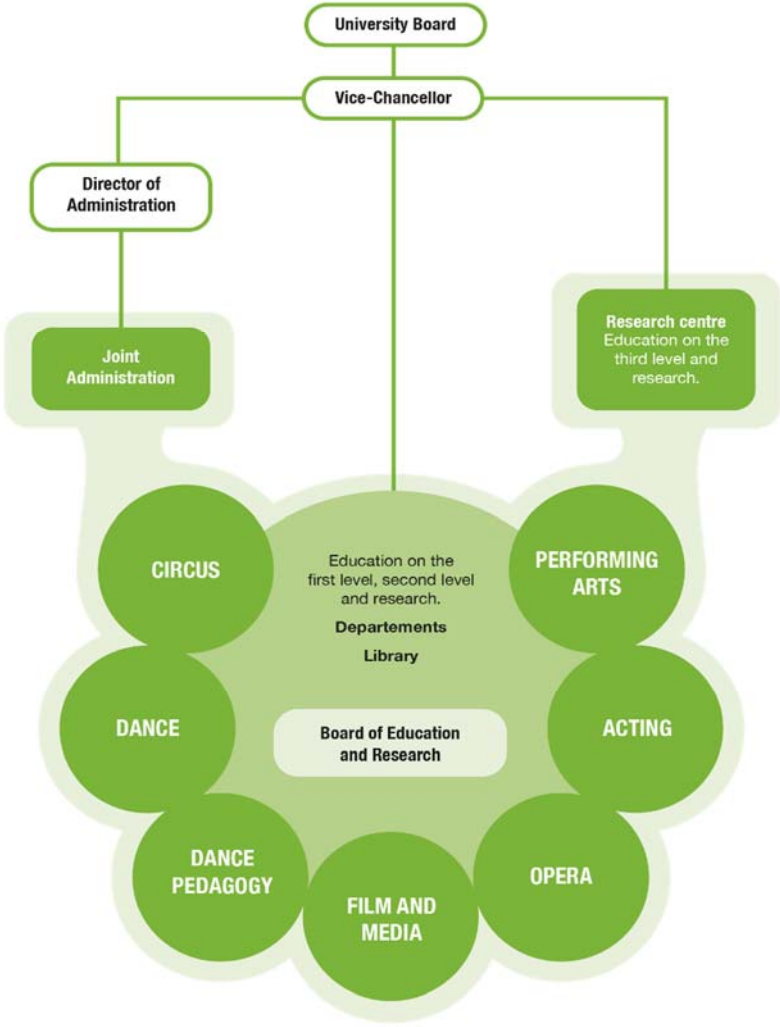 University Board
Vice-Chancellor
Director of
Administration
Joint
Administration
Research centre
Education on the
third level and
research.
CIRCUS
Education on the
first level, second level
and research.
Departements
Library
PERFORMING
ARTS
DANCE
Board of Education
and Research
ACTING
DANCE
PEDAGOGY
FILM AND
MEDIA
OPERA